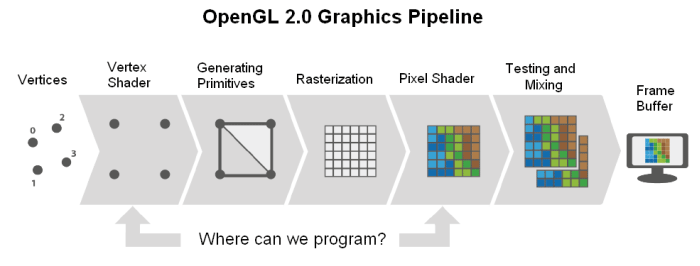 OpenGL 2.0 Graphics Pipeline
Vertices
Vertex
Shader
Generating
Primitives
Rasterization
Pixel Shader
Testing and
Mixing
Frame
Buffer
0
2
3
1
Where can we program?